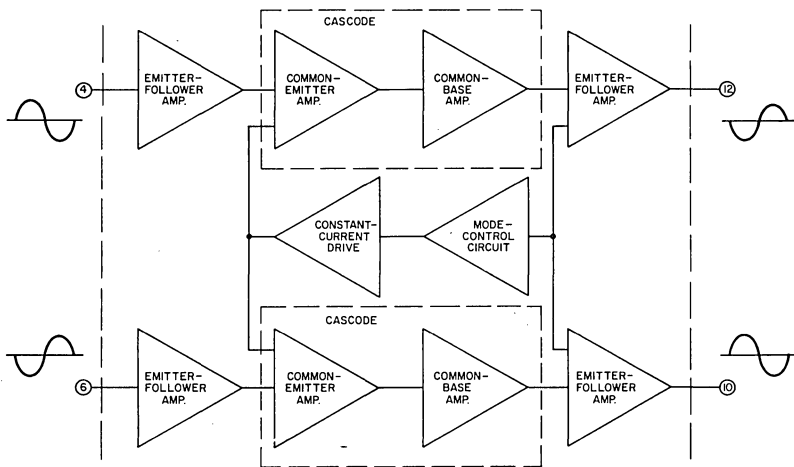 CASCODE
4
EMITTER-
FOLLOWER
AMP.
COMMON-
EMITTER
AMP.
COMMON-
BASE
AMP.
EMITTER-
FOLLOWER
AMP.
12
CONSTANT-
CURRENT
DRIVE
MODE-
CONTROL
CIRCUIT
CASCODE
6
EMITTER-
FOLLOWER
AMP.
COMMON-
EMITTER
AMP.
COMMON-
BASE
AMP.
EMITTER-
FOLLOWER
AMP.
10